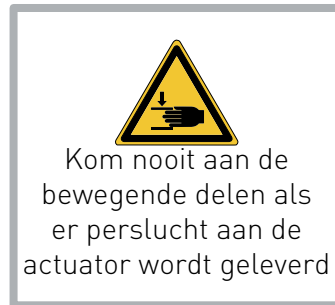 Kom nooit aan de
bewegende delen als
er perslucht aan de
actuator wordt geleverd